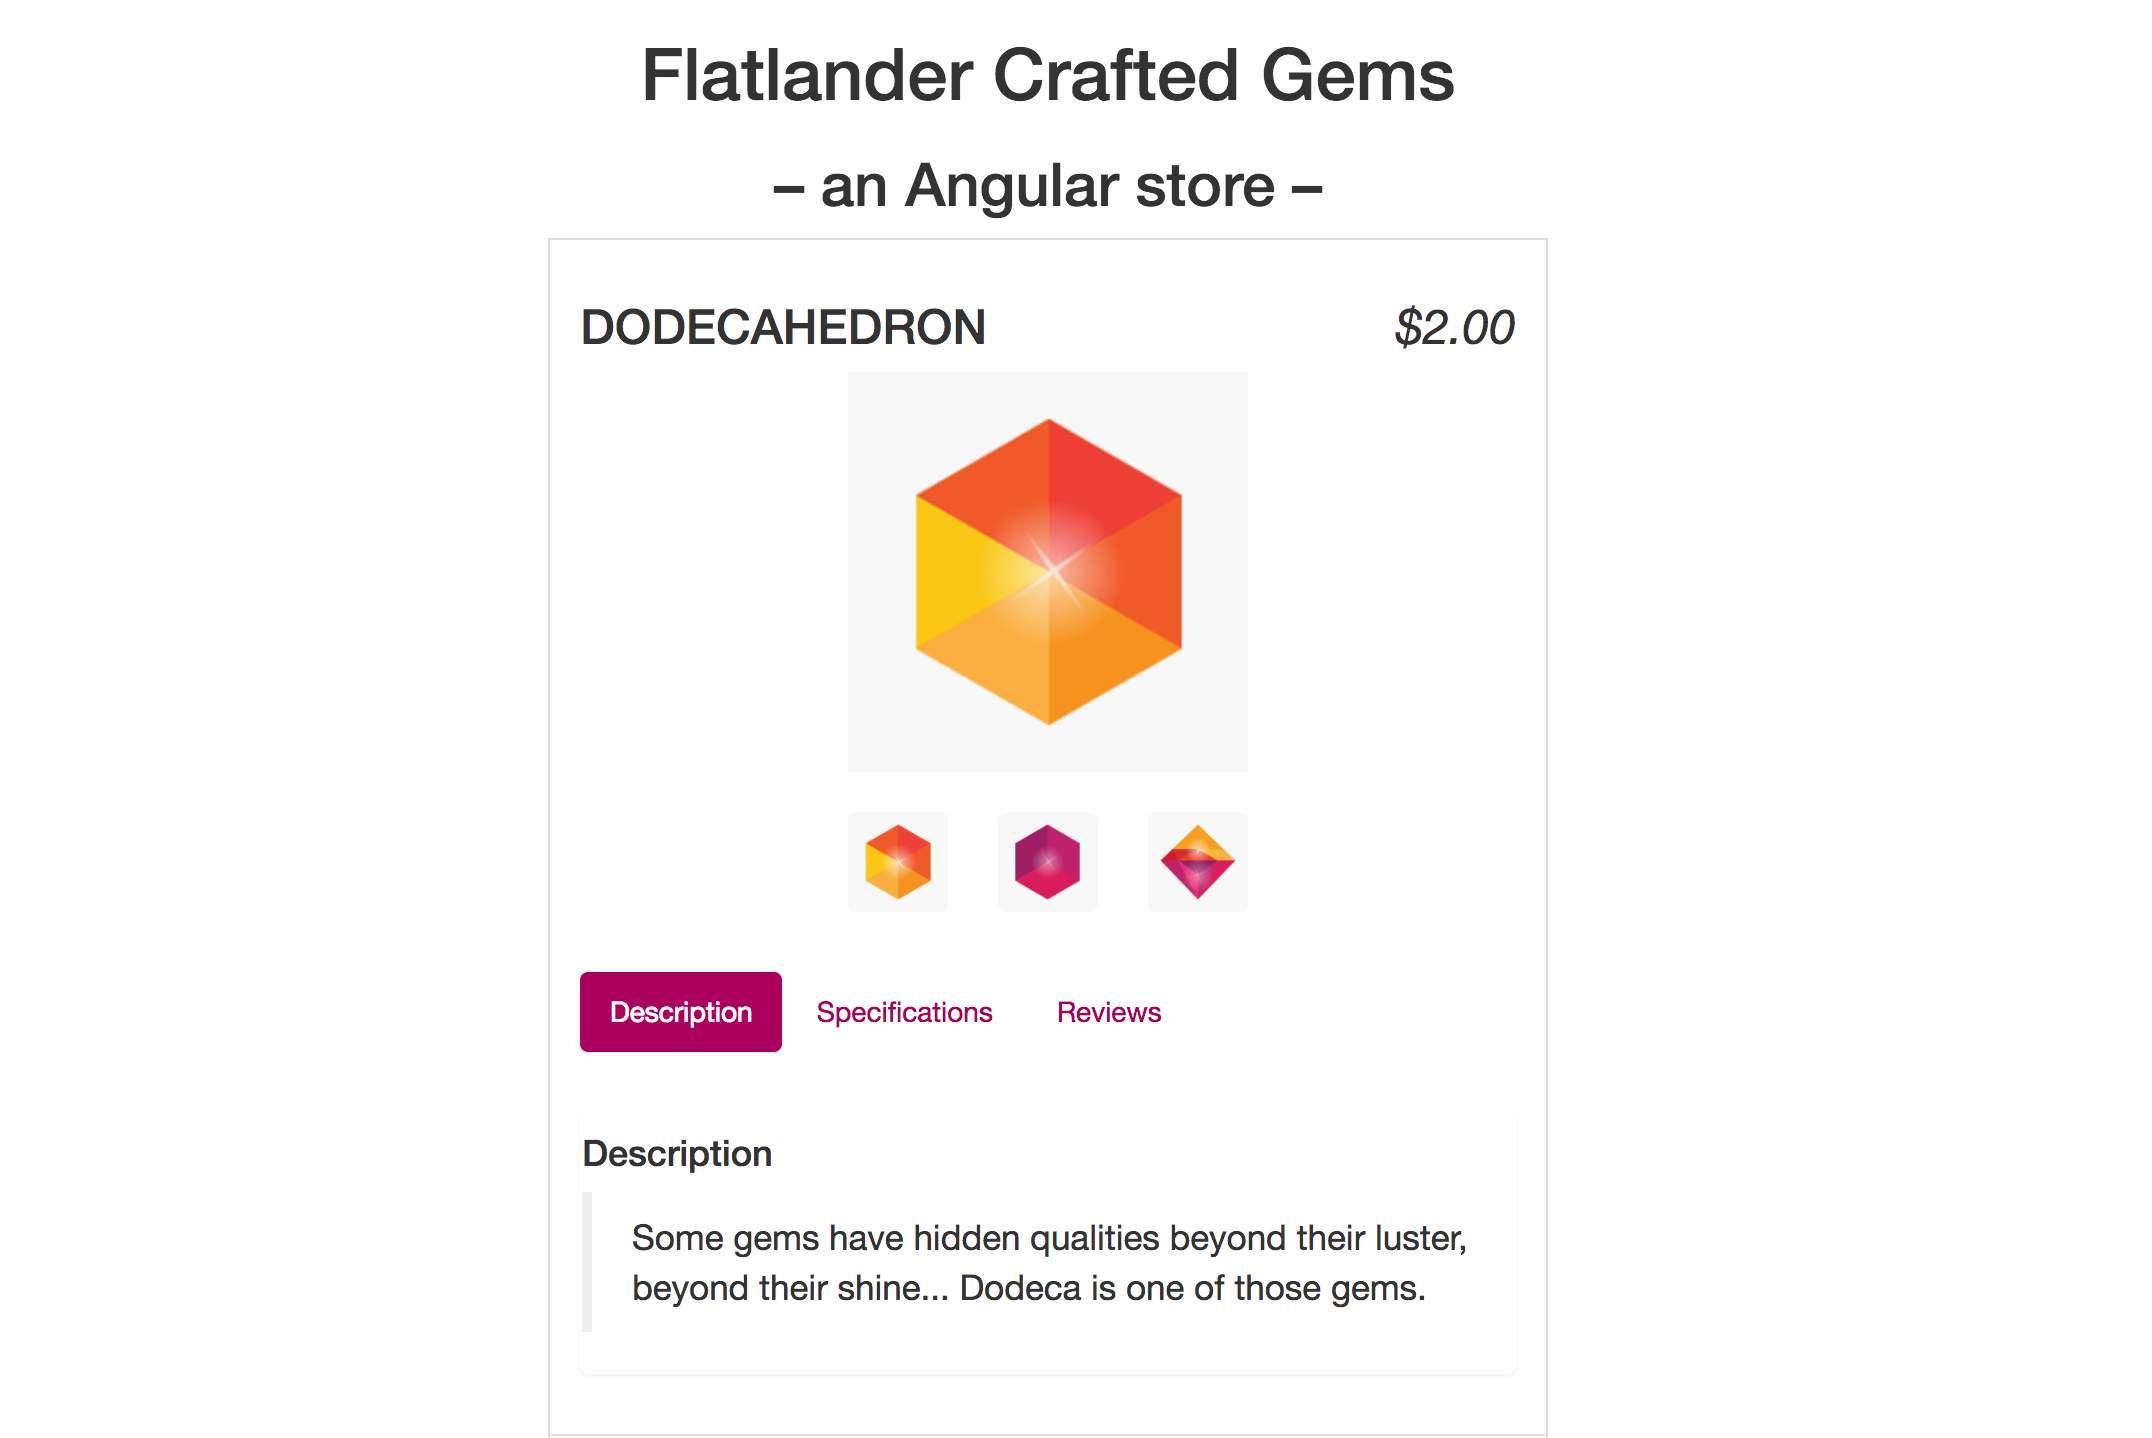 Flatlander Crafted Gems
– an Angular store –
DODECAHEDRON $2.00
Description Specifications Reviews
Description
Some gems have hidden qualities beyond their luster,
beyond their shine... Dodeca is one of those gems.